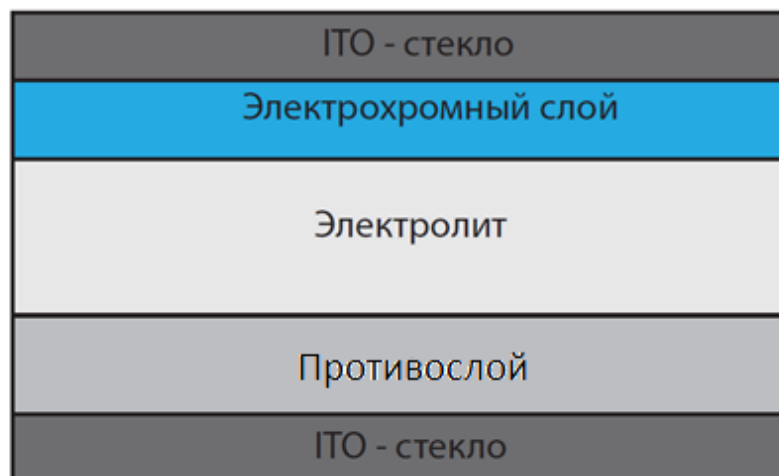 ITO - стекло
Электрохромный слой
Электролит
Противослой
ITO - стекло